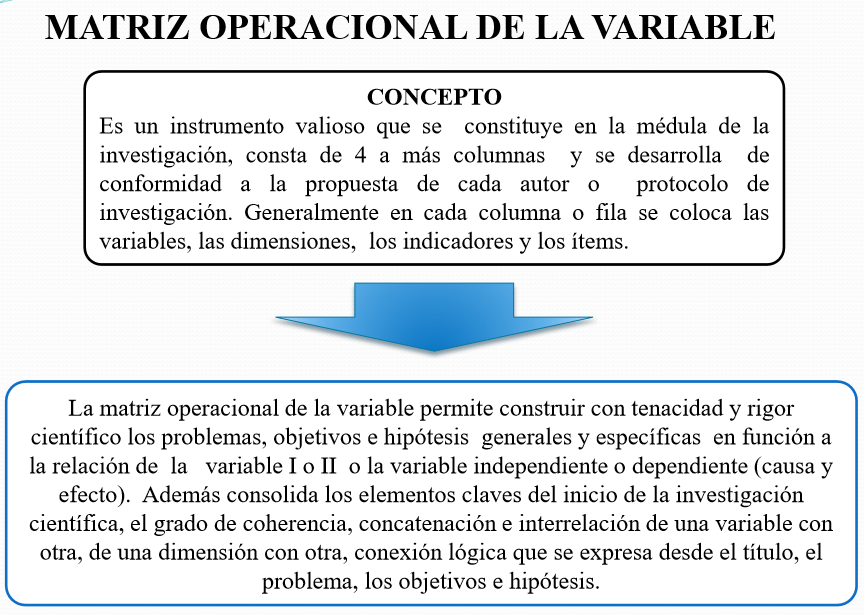 MATRIZ OPERACIONAL DE LA VARIABLE
CONCEPTO
Es un instrumento valioso que se constituye en la médula de la
investigación, consta de 4 a más columnas y se desarrolla de
conformidad a la propuesta de cada autor o protocolo de
investigación. Generalmente en cada columna o fila se coloca las
variables, las dimensiones, los indicadores y los ítems.
La matriz operacional de la variable permite construir con tenacidad y rigor
científico los problemas, objetivos e hipótesis generales y específicas en función a
la relación de la variable I o II o la variable independiente o dependiente (causa y
efecto). Además consolida los elementos claves del inicio de la investigación
científica, el grado de coherencia, concatenación e interrelación de una variable con
otra, de una dimensión con otra, conexión lógica que se expresa desde el título, el
problema, los objetivos e hipótesis.